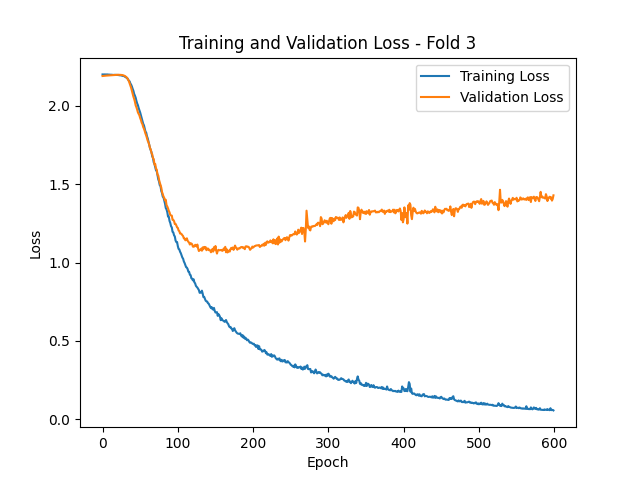 Training and Validation Loss - Fold 3
Training Loss
Validation Loss
2.0
1.5
1.0
0.5
0.0
Loss
0 100 200 300 400 500 600
Epoch